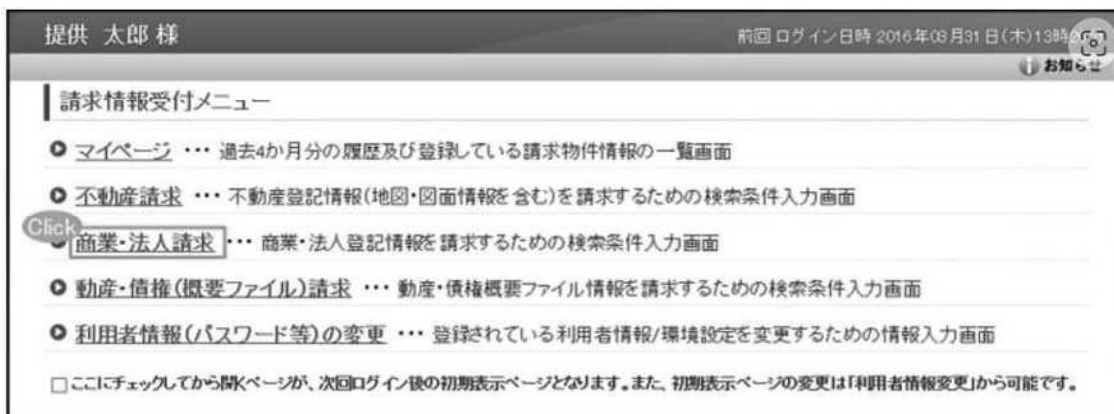 提供 太郎 様
前回 ログイン日時 2016年03月31日(木)13時
お知らせ
請求情報受付メニュー
マイページ ・・・ 過去4か月分の履歴及び登録している請求物件情報の一覧画面
不動産請求 ・・・ 不動産登記情報(地図・図面情報を含む)を請求するための検索条件入力画面
Click
商業・法人請求 ・・・ 商業・法人登記情報を請求するための検索条件入力画面
動産・債権(概要ファイル)請求 ・・・ 動産・債権概要ファイル情報を請求するための検索条件入力画面
利用者情報(パスワード等)の変更 ・・・ 登録されている利用者情報/環境設定を変更するための情報入力画面
ここにチェックしてから開くページが、次回ログイン後の初期表示ページとなります。また、初期表示ページの変更は「利用者情報変更」から可能です。